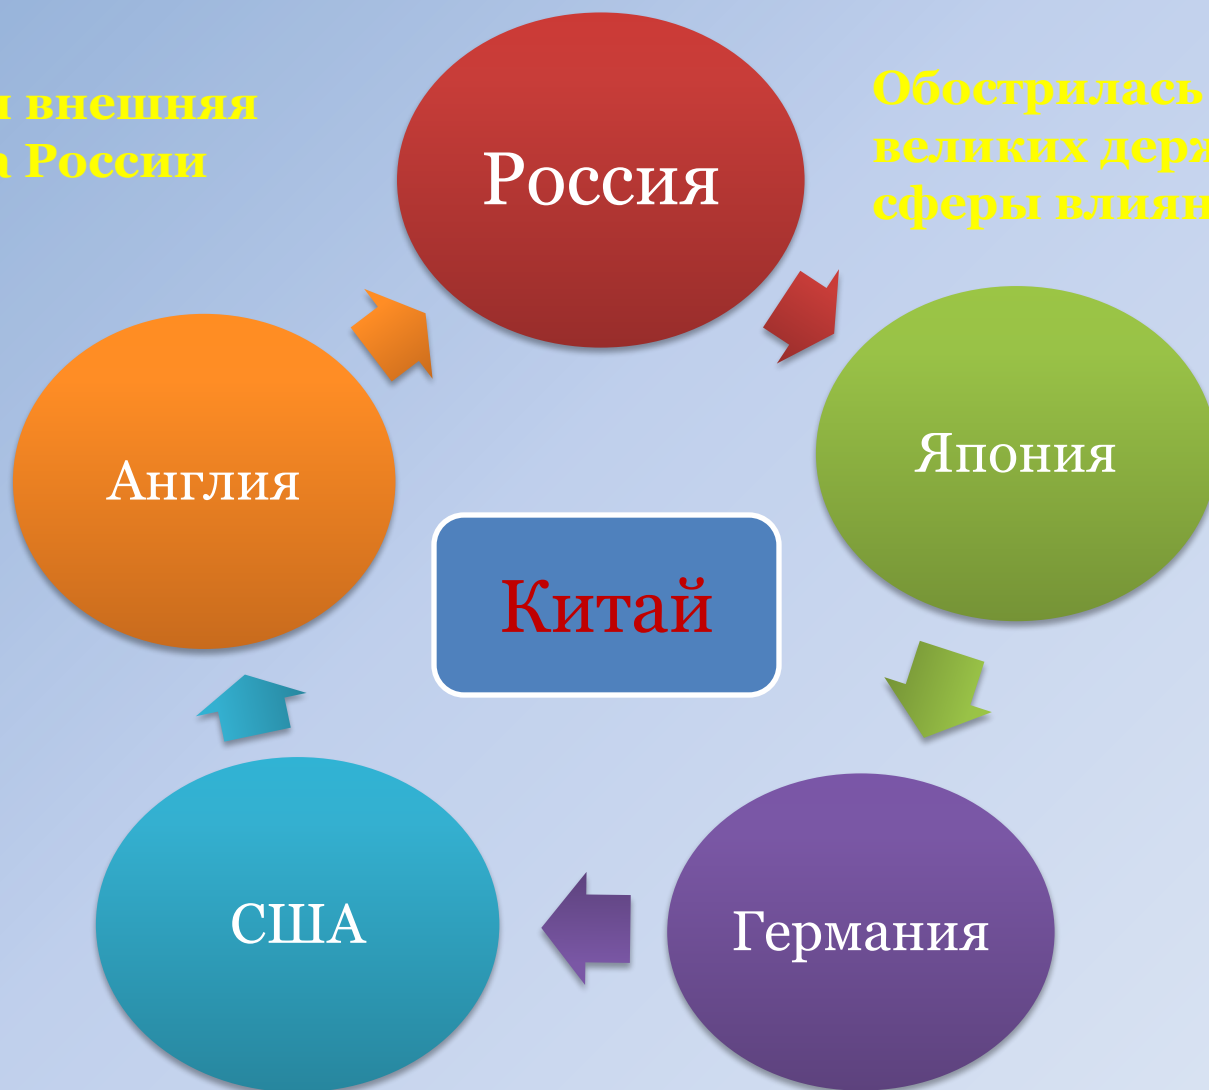 внешняя
России
Обострилась
великих
сферы
Россия
Япония
Англия
Китай
США
Германия